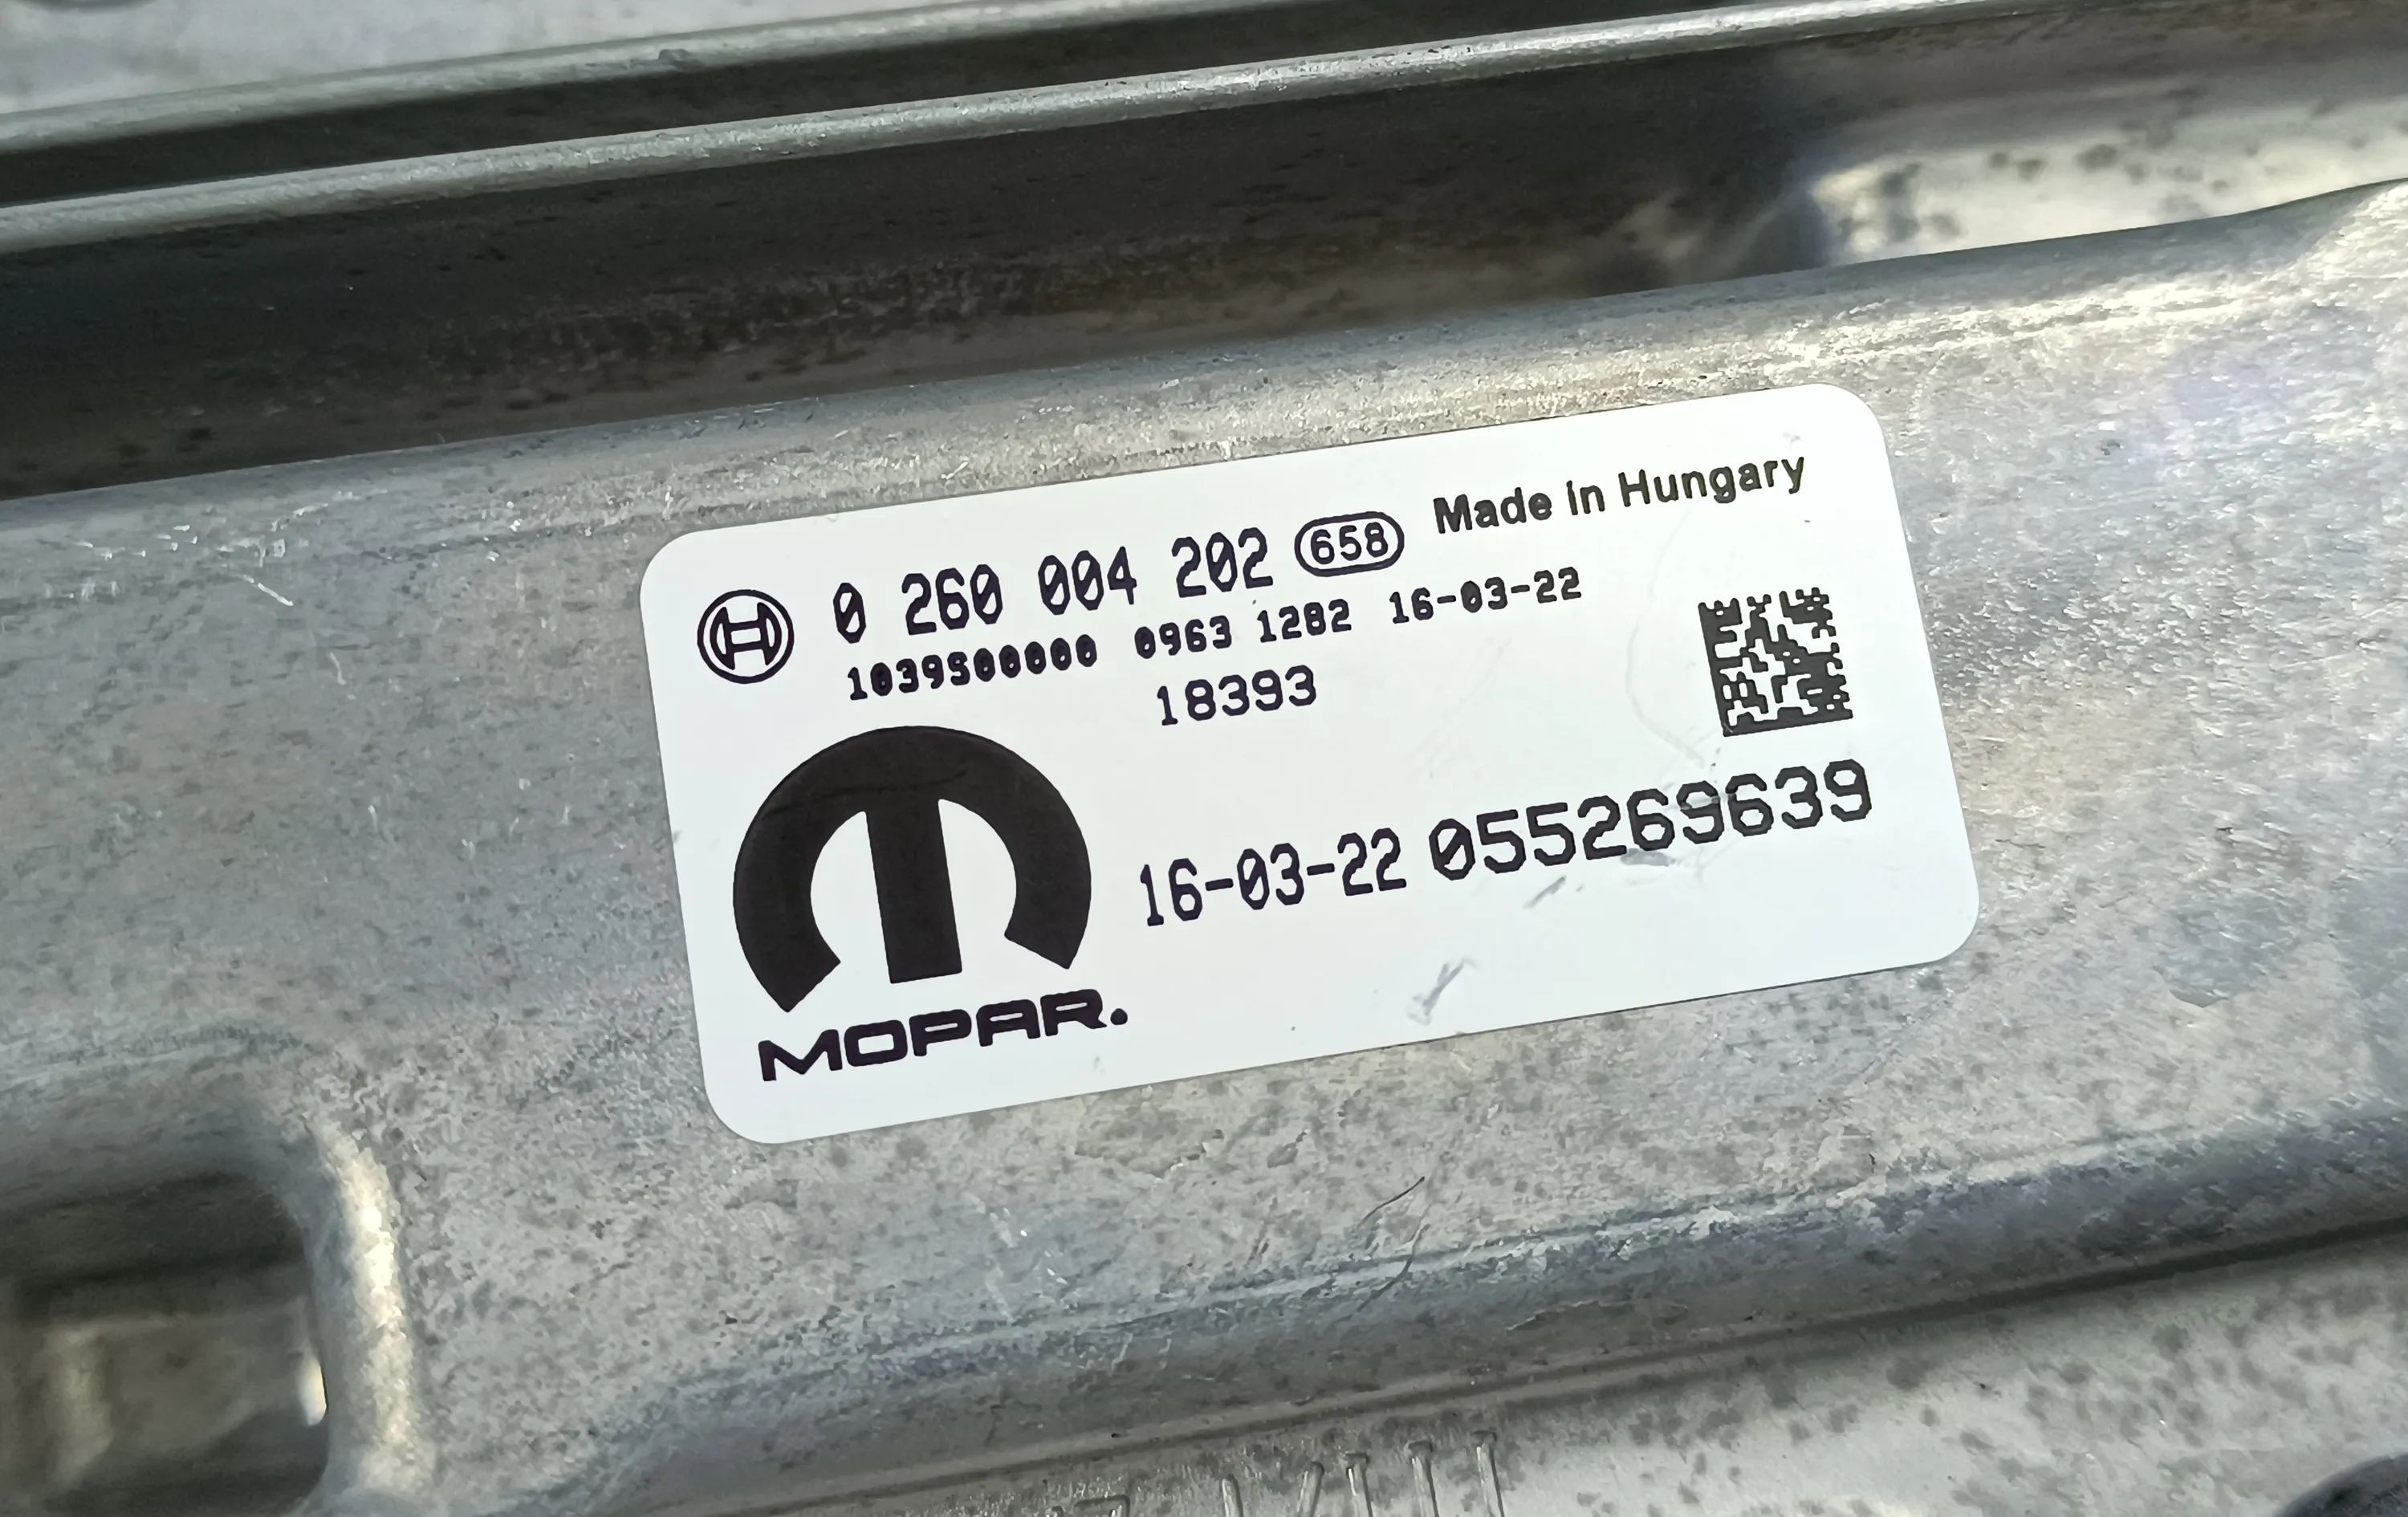 0 260 004 202 658 Made in Hungary
1039S00000 0963 1282 16-03-22
18393
16-03-22 055269639
MOPAR.